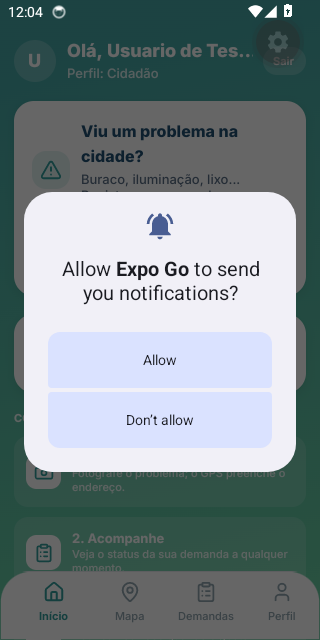 12:04
U
Olá, Usuario de Tes...
Perfil: Cidadão
Sair
Viu um problema na
cidade?
Buraco, iluminação, lixo...
Allow Expo Go to send
you notifications?
Allow
Don't allow
Fotografe o problema, o GPS preenche o
endereço.
2. Acompanhe
Veja o status da sua demanda a qualquer
momento.
Início
Mapa
Demandas
Perfil